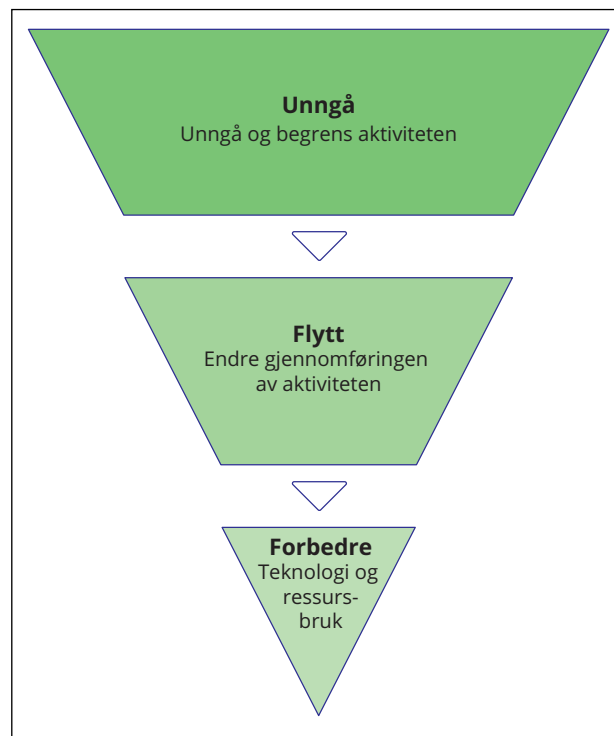 Unngå
Unngå og begrens aktiviteten
Flytt
Endre gjennomføringen
av aktiviteten
Forbedre
Teknologi og
ressurs-
bruk